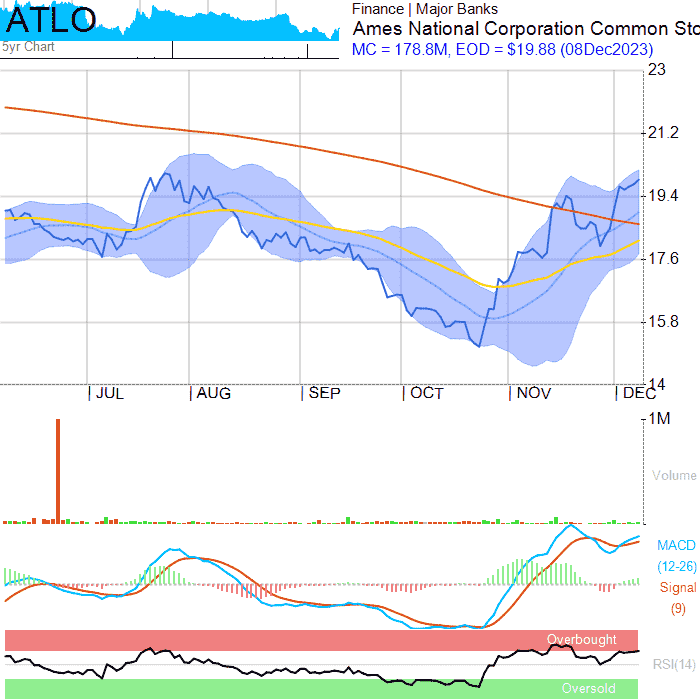 ATLO
5yr Chart
Finance | Major Banks
Ames National Corporation Common Sto
MC = 178.8M, EOD = $19.88 (08Dec2023)
23
21.2
19.4
17.6
15.8
14
JUL AUG SEP OCT NOV DEC
1M
Volume
MACD
(12-26)
Signal
(9)
Overbought
RSI(14)
Oversold